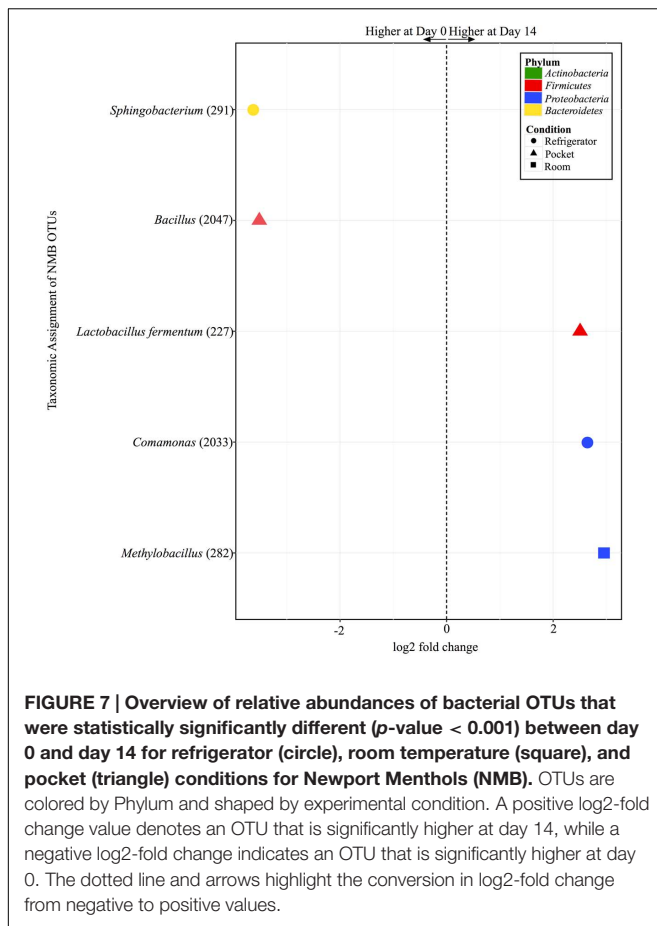 Higher at Day 0 Higher at Day 14
Phylum
Actinobacteria
Firmicutes
Proteobacteria
Bacteroidetes
Condition
Refrigerator
Pocket
Room
Taxonomic Assignment of NMB OTUs
Sphingobacterium (291)
Bacillus (2047)
Lactobacillus fermentum (227)
Comamonas (2033)
Methylobacillus (282)
-2 0 2
log2 fold change
FIGURE 7 | Overview of relative abundances of bacterial OTUs that
were statistically significantly different (p-value < 0.001) between day
0 and day 14 for refrigerator (circle), room temperature (square), and
pocket (triangle) conditions for Newport Menthols (NMB). OTUs are
colored by Phylum and shaped by experimental condition. A positive log2-fold
change value denotes an OTU that is significantly higher at day 14, while a
negative log2-fold change indicates an OTU that is significantly higher at day
0. The dotted line and arrows highlight the conversion in log2-fold change
from negative to positive values.